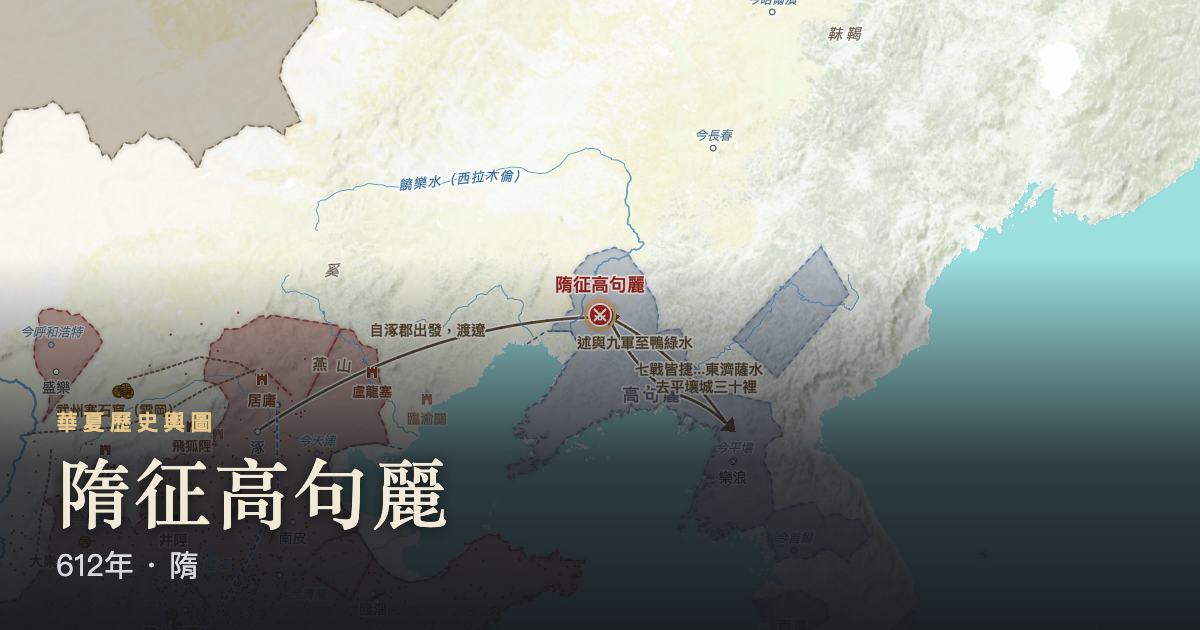 靺鞨
今長春
饒樂水（西拉木倫）
奚
隋征高句麗
自涿郡出發，渡遼
述與九軍至鴨綠水
七戰皆捷…東濟薩水
去平壤城三十裡
高句麗
今呼和浩特
盛樂
燕山
居庸
盧龍塞
臨渝關
飛狐陘
涿
今天津
今平壤
樂浪
井陘
南皮
今首爾
百濟
華夏歷史輿圖
隋征高句麗
612年 · 隋